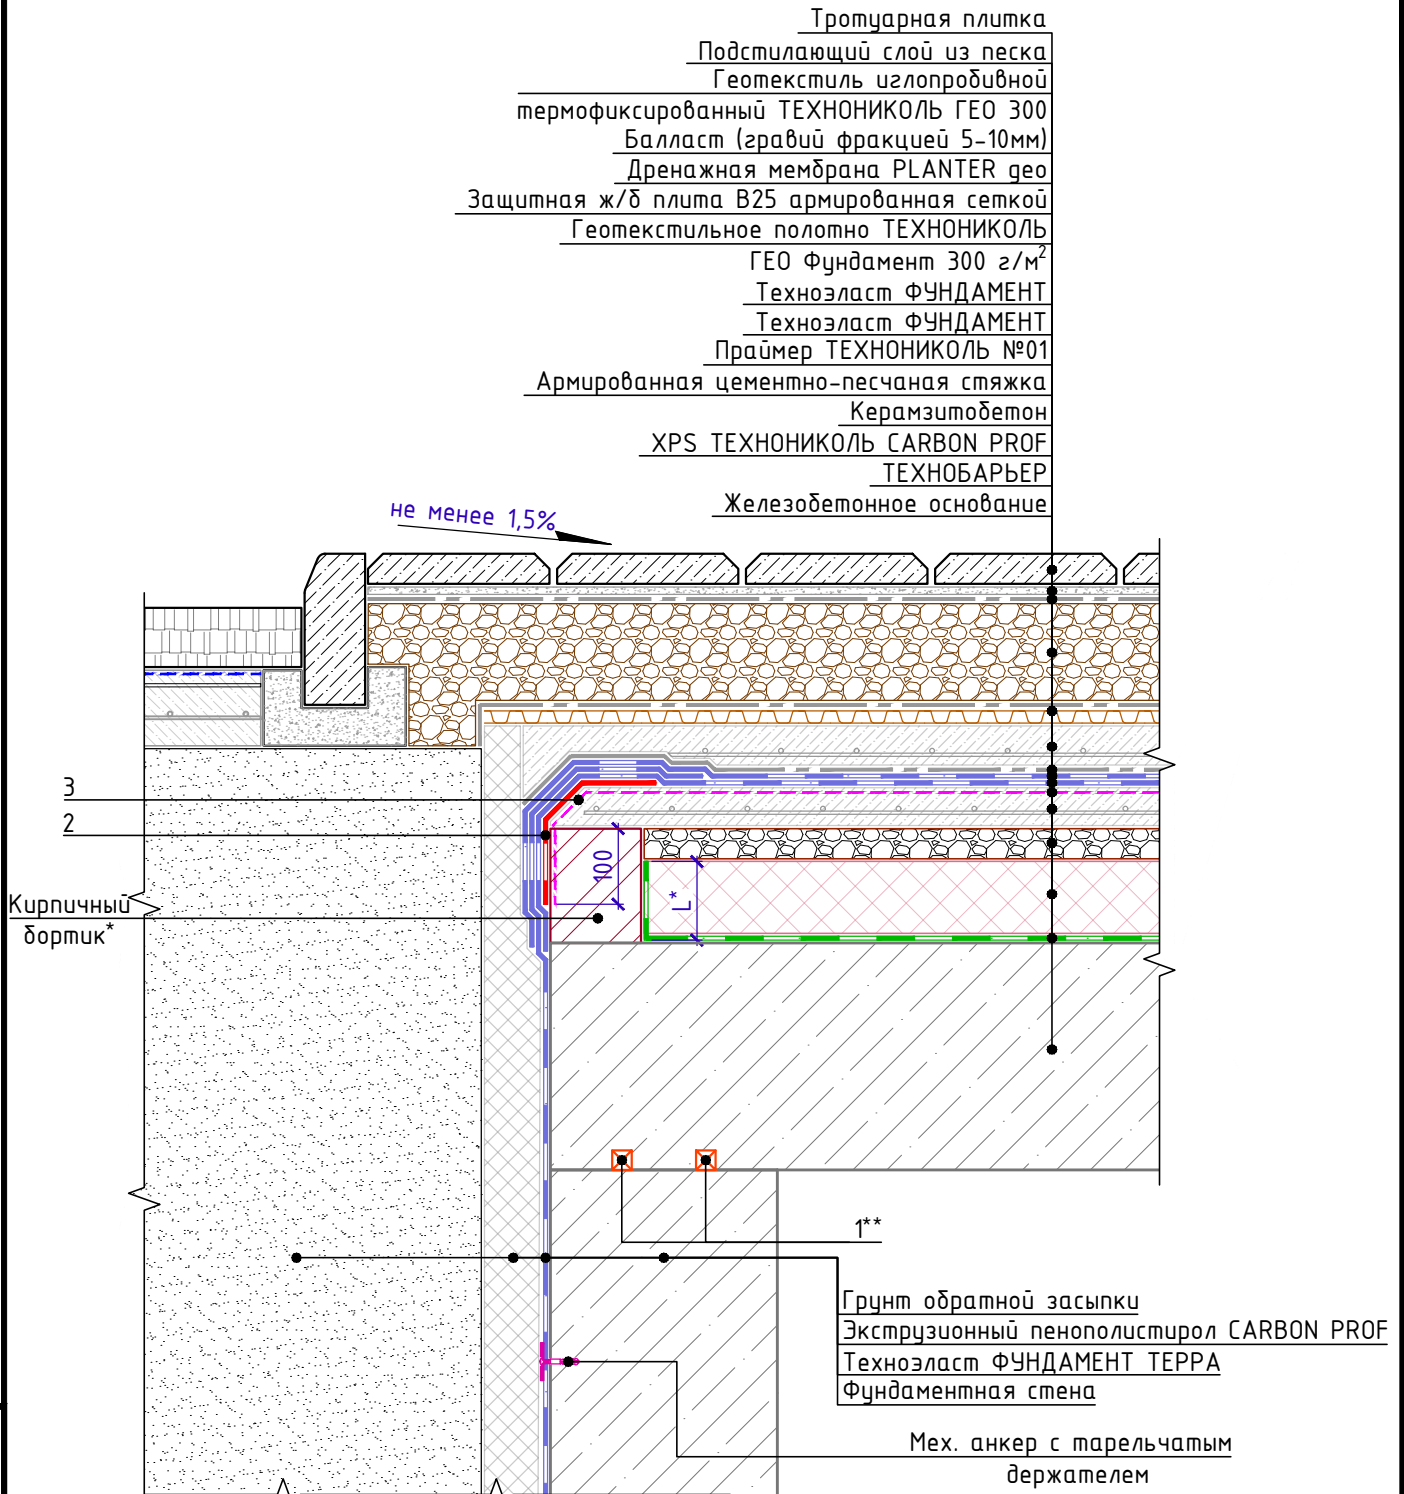 Тротуарная плитка
Подстилающий слой из песка
Геотекстиль иглопробивной
термофиксированный ТЕХНОНИКОЛЬ ГЕО 300
Балласт (гравий фракцией 5-10мм)
Дренажная мембрана PLANTER geo
Защитная ж/б плита В25 армированная сеткой
Геотекстильное полотно ТЕХНОНИКОЛЬ
ГЕО Фундамент 300 г/м²
Техноэласт ФУНДАМЕНТ
Техноэласт ФУНДАМЕНТ
Праймер ТЕХНОНИКОЛЬ №01
Армированная цементно-песчаная стяжка
Керамзитобетон
XPS ТЕХНОНИКОЛЬ CARBON PROF
ТЕХНОБАРЬЕР
Железобетонное основание
не менее 1,5%
3
2
100
L*
Кирпичный
бортик*
1**
Грунт обратной засыпки
Экструзионный пенополистирол CARBON PROF
Техноэласт ФУНДАМЕНТ ТЕРРА
Фундаментная стена
Мех. анкер с тарельчатым
держателем